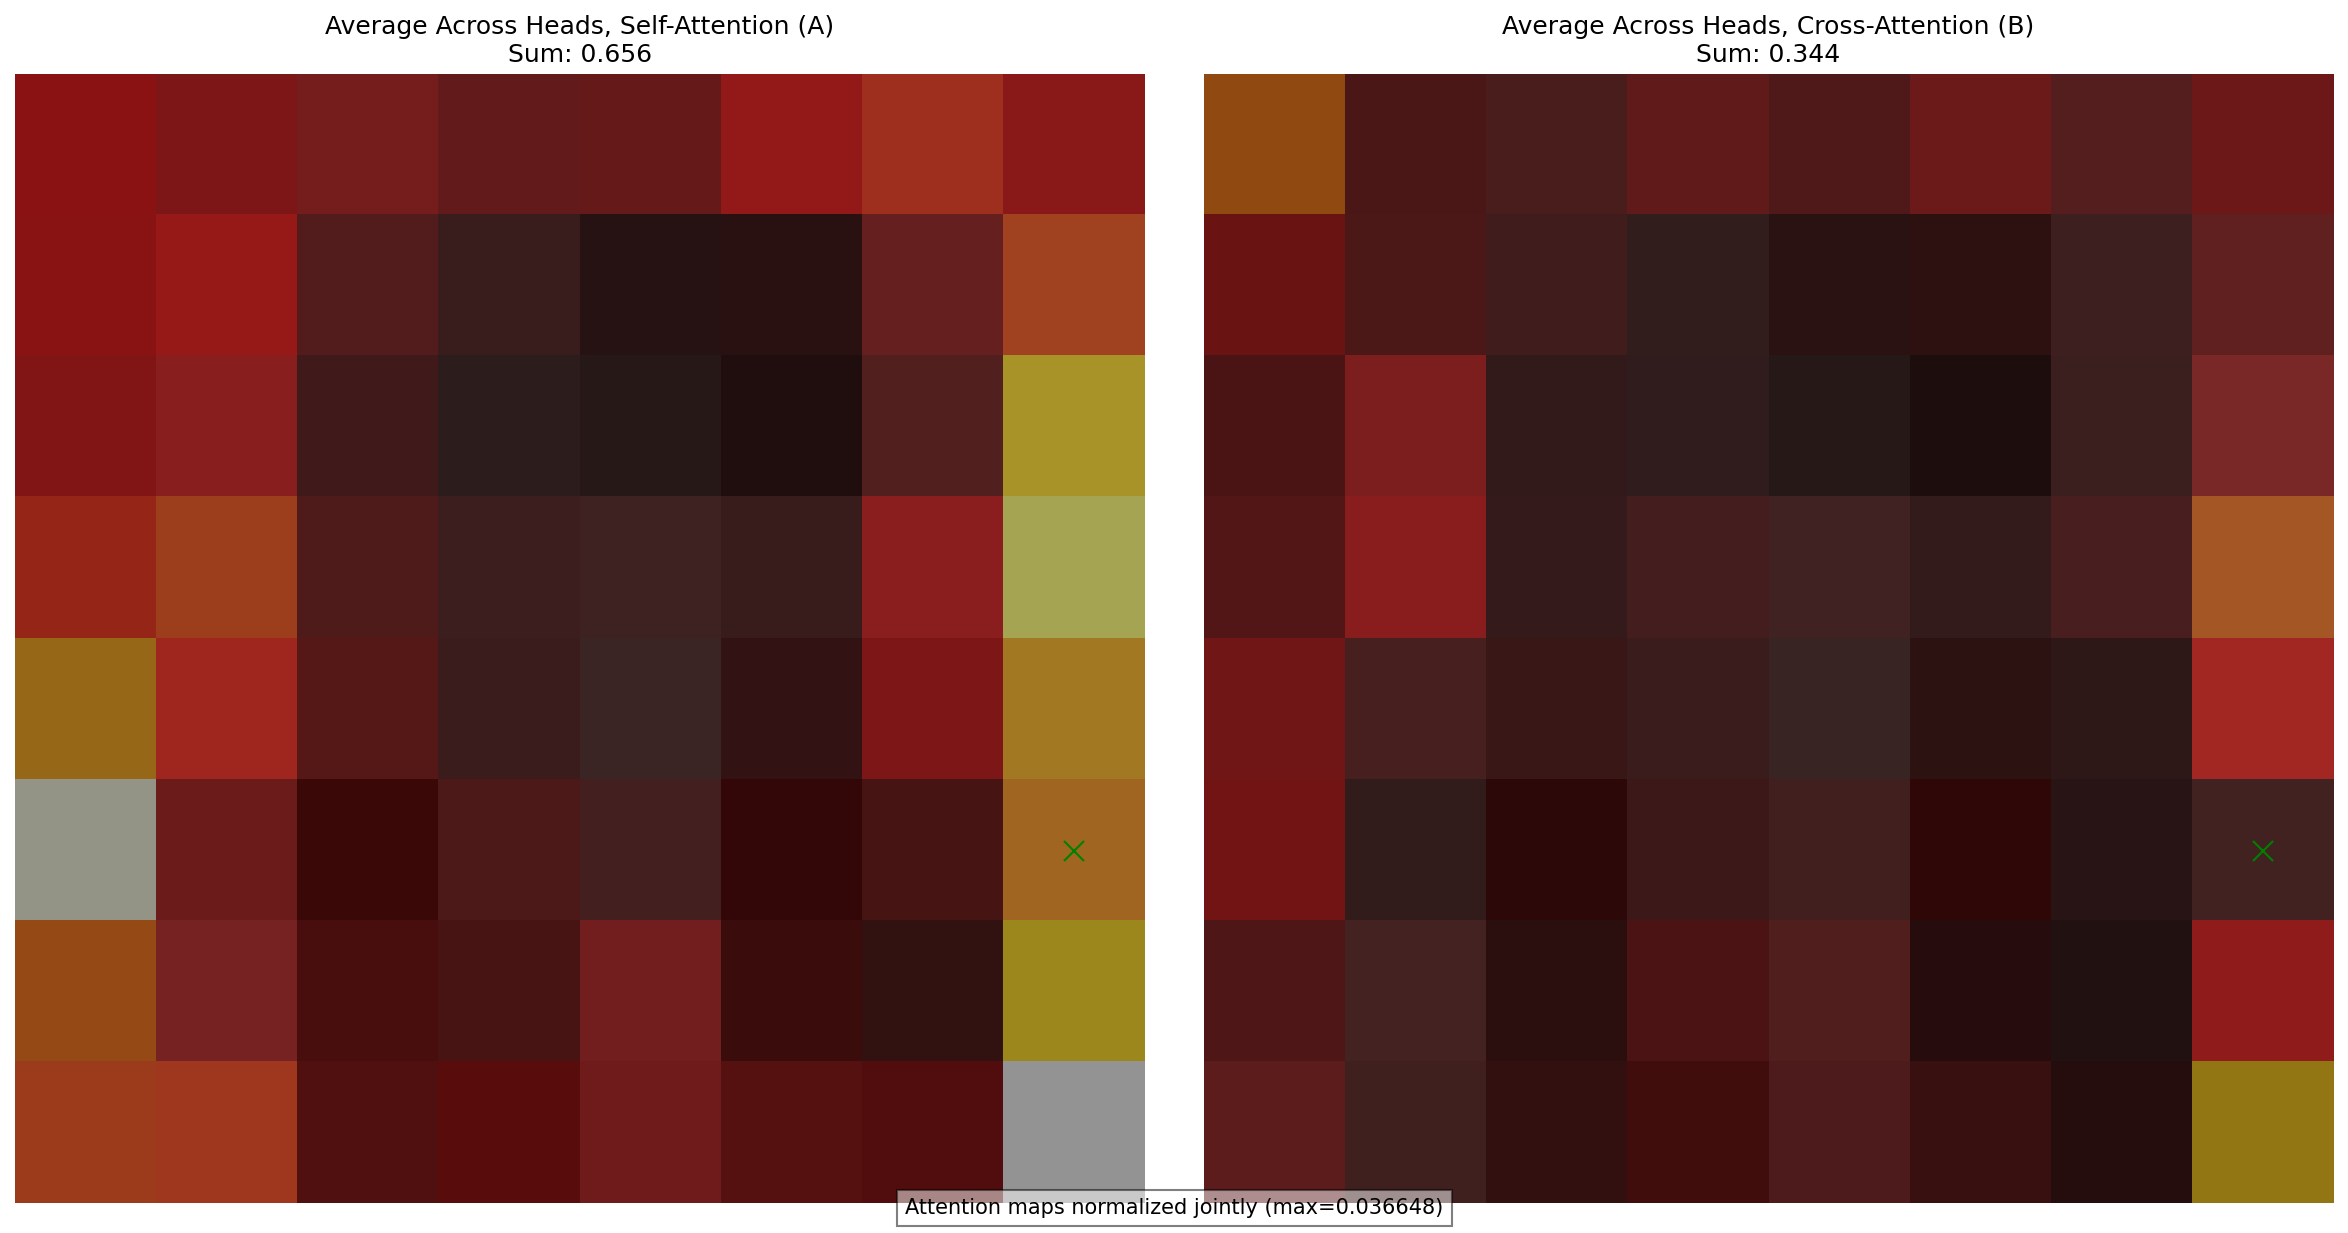 Average Across Heads, Self-Attention (A)
Sum: 0.656
Average Across Heads, Cross-Attention (B)
Sum: 0.344
Attention maps normalized jointly (max=0.036648)